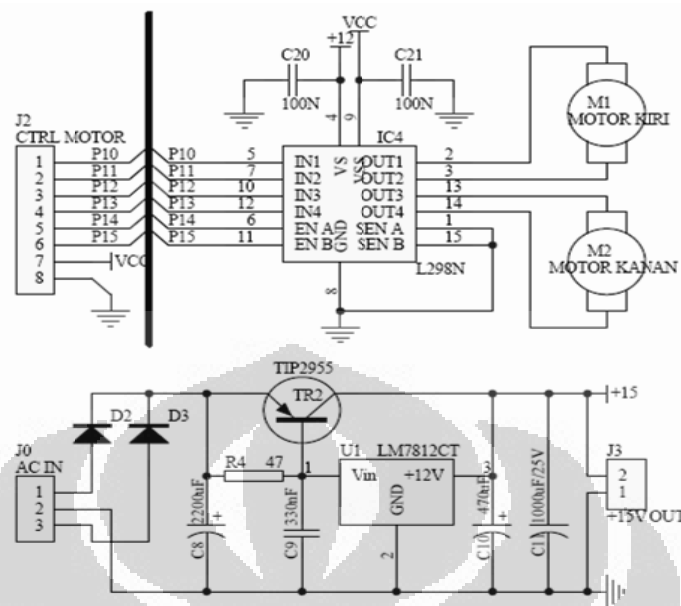 VCC
+12
C20
C21
100N
100N
4
9
J2
CTRL MOTOR
IC4
M1
MOTOR KIRI
1 P10 P10 5 IN1 VS VSS OUT1 2
2 P11 P11 7 IN2 OUT2 3
3 P12 P12 10 IN3 OUT3 13
4 P13 P13 12 IN4 OUT4 14
5 P14 P14 6 EN A GND SEN A 1
6 P15 P15 11 EN B SEN B 15
7 VCC
8
L298N
M2
MOTOR KANAN
8
TIP2955
TR2
+15
D2
D3
J0
AC IN
1
2
3
R4 47
1
U1 LM7812CT
Vin +12V
GND
3
2
C8 2200uF
+
C9 330nF
C10 470uF
+
C11 1000uF/25V
J3
2
1
+15V OUT